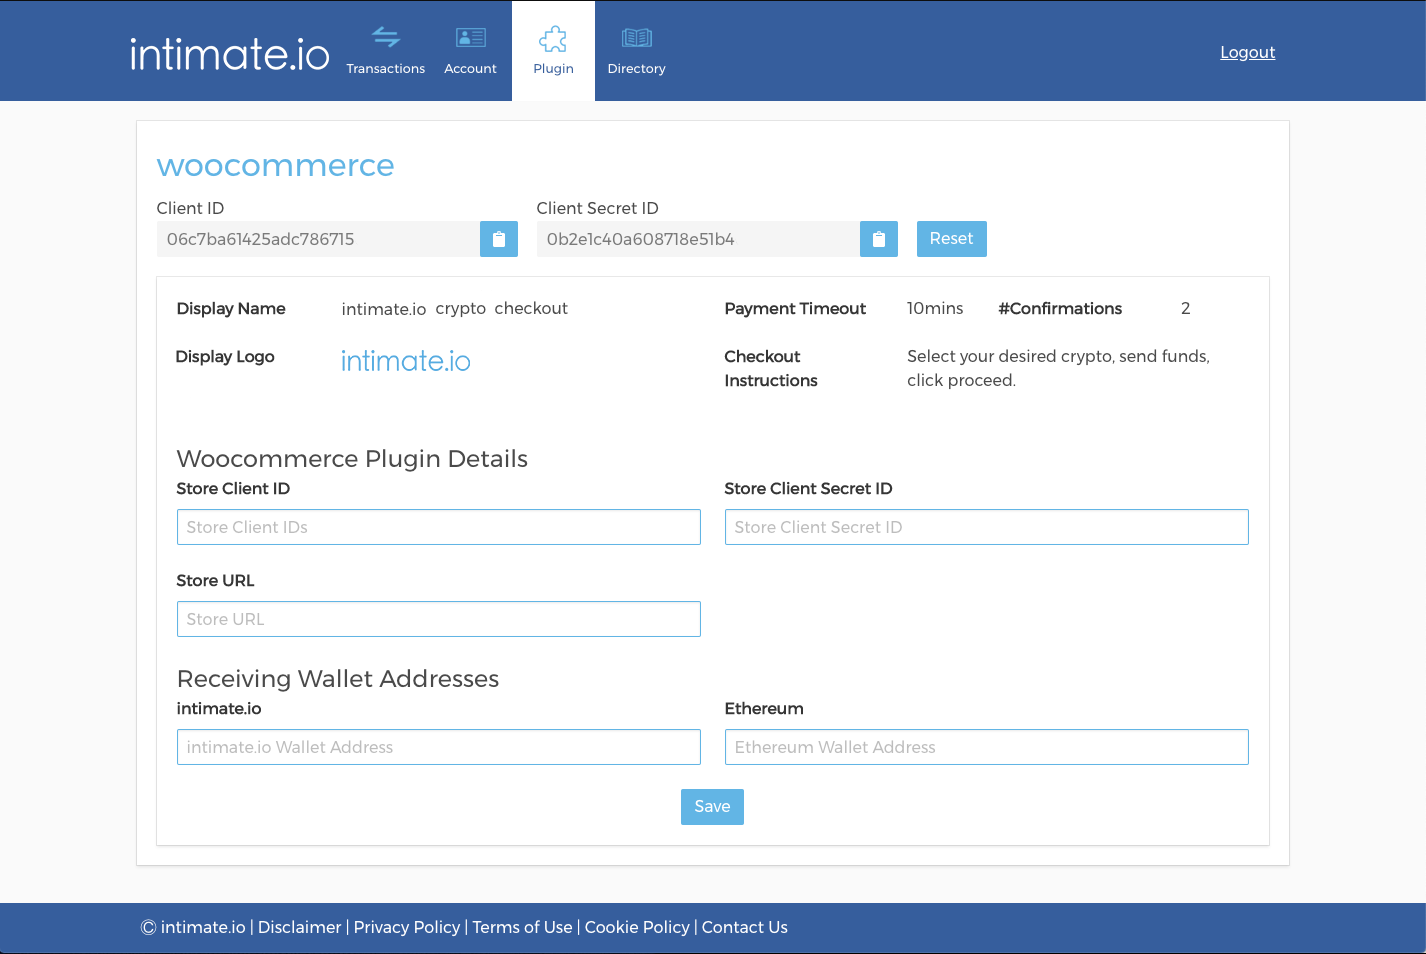 intimate.io
Transactions
Account
Plugin
Directory
Logout
woocommerce
Client ID
Client Secret ID
06c7ba61425adc786715
0b2e1c40a608718e51b4
Reset
Display Name
intimate.io crypto checkout
Payment Timeout
10mins
#Confirmations
2
Display Logo
intimate.io
Checkout
Instructions
Select your desired crypto, send funds,
click proceed.
Woocommerce Plugin Details
Store Client ID
Store Client Secret ID
Store Client IDs
Store Client Secret ID
Store URL
Store URL
Receiving Wallet Addresses
intimate.io
Ethereum
intimate.io Wallet Address
Ethereum Wallet Address
Save
© intimate.io | Disclaimer | Privacy Policy | Terms of Use | Cookie Policy | Contact Us